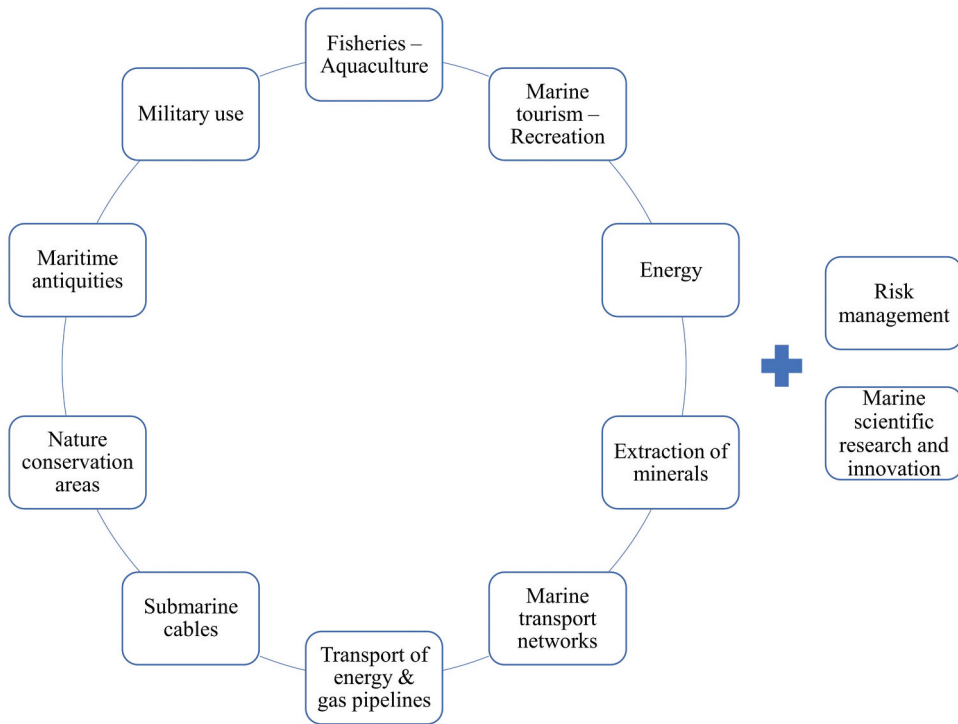 Fisheries –
Aquaculture
Marine
tourism –
Recreation
Energy
Extraction of
minerals
Marine
transport
networks
Transport of
energy &
gas pipelines
Submarine
cables
Nature
conservation
areas
Maritime
antiquities
Military use
Risk
management
Marine
scientific
research and
innovation